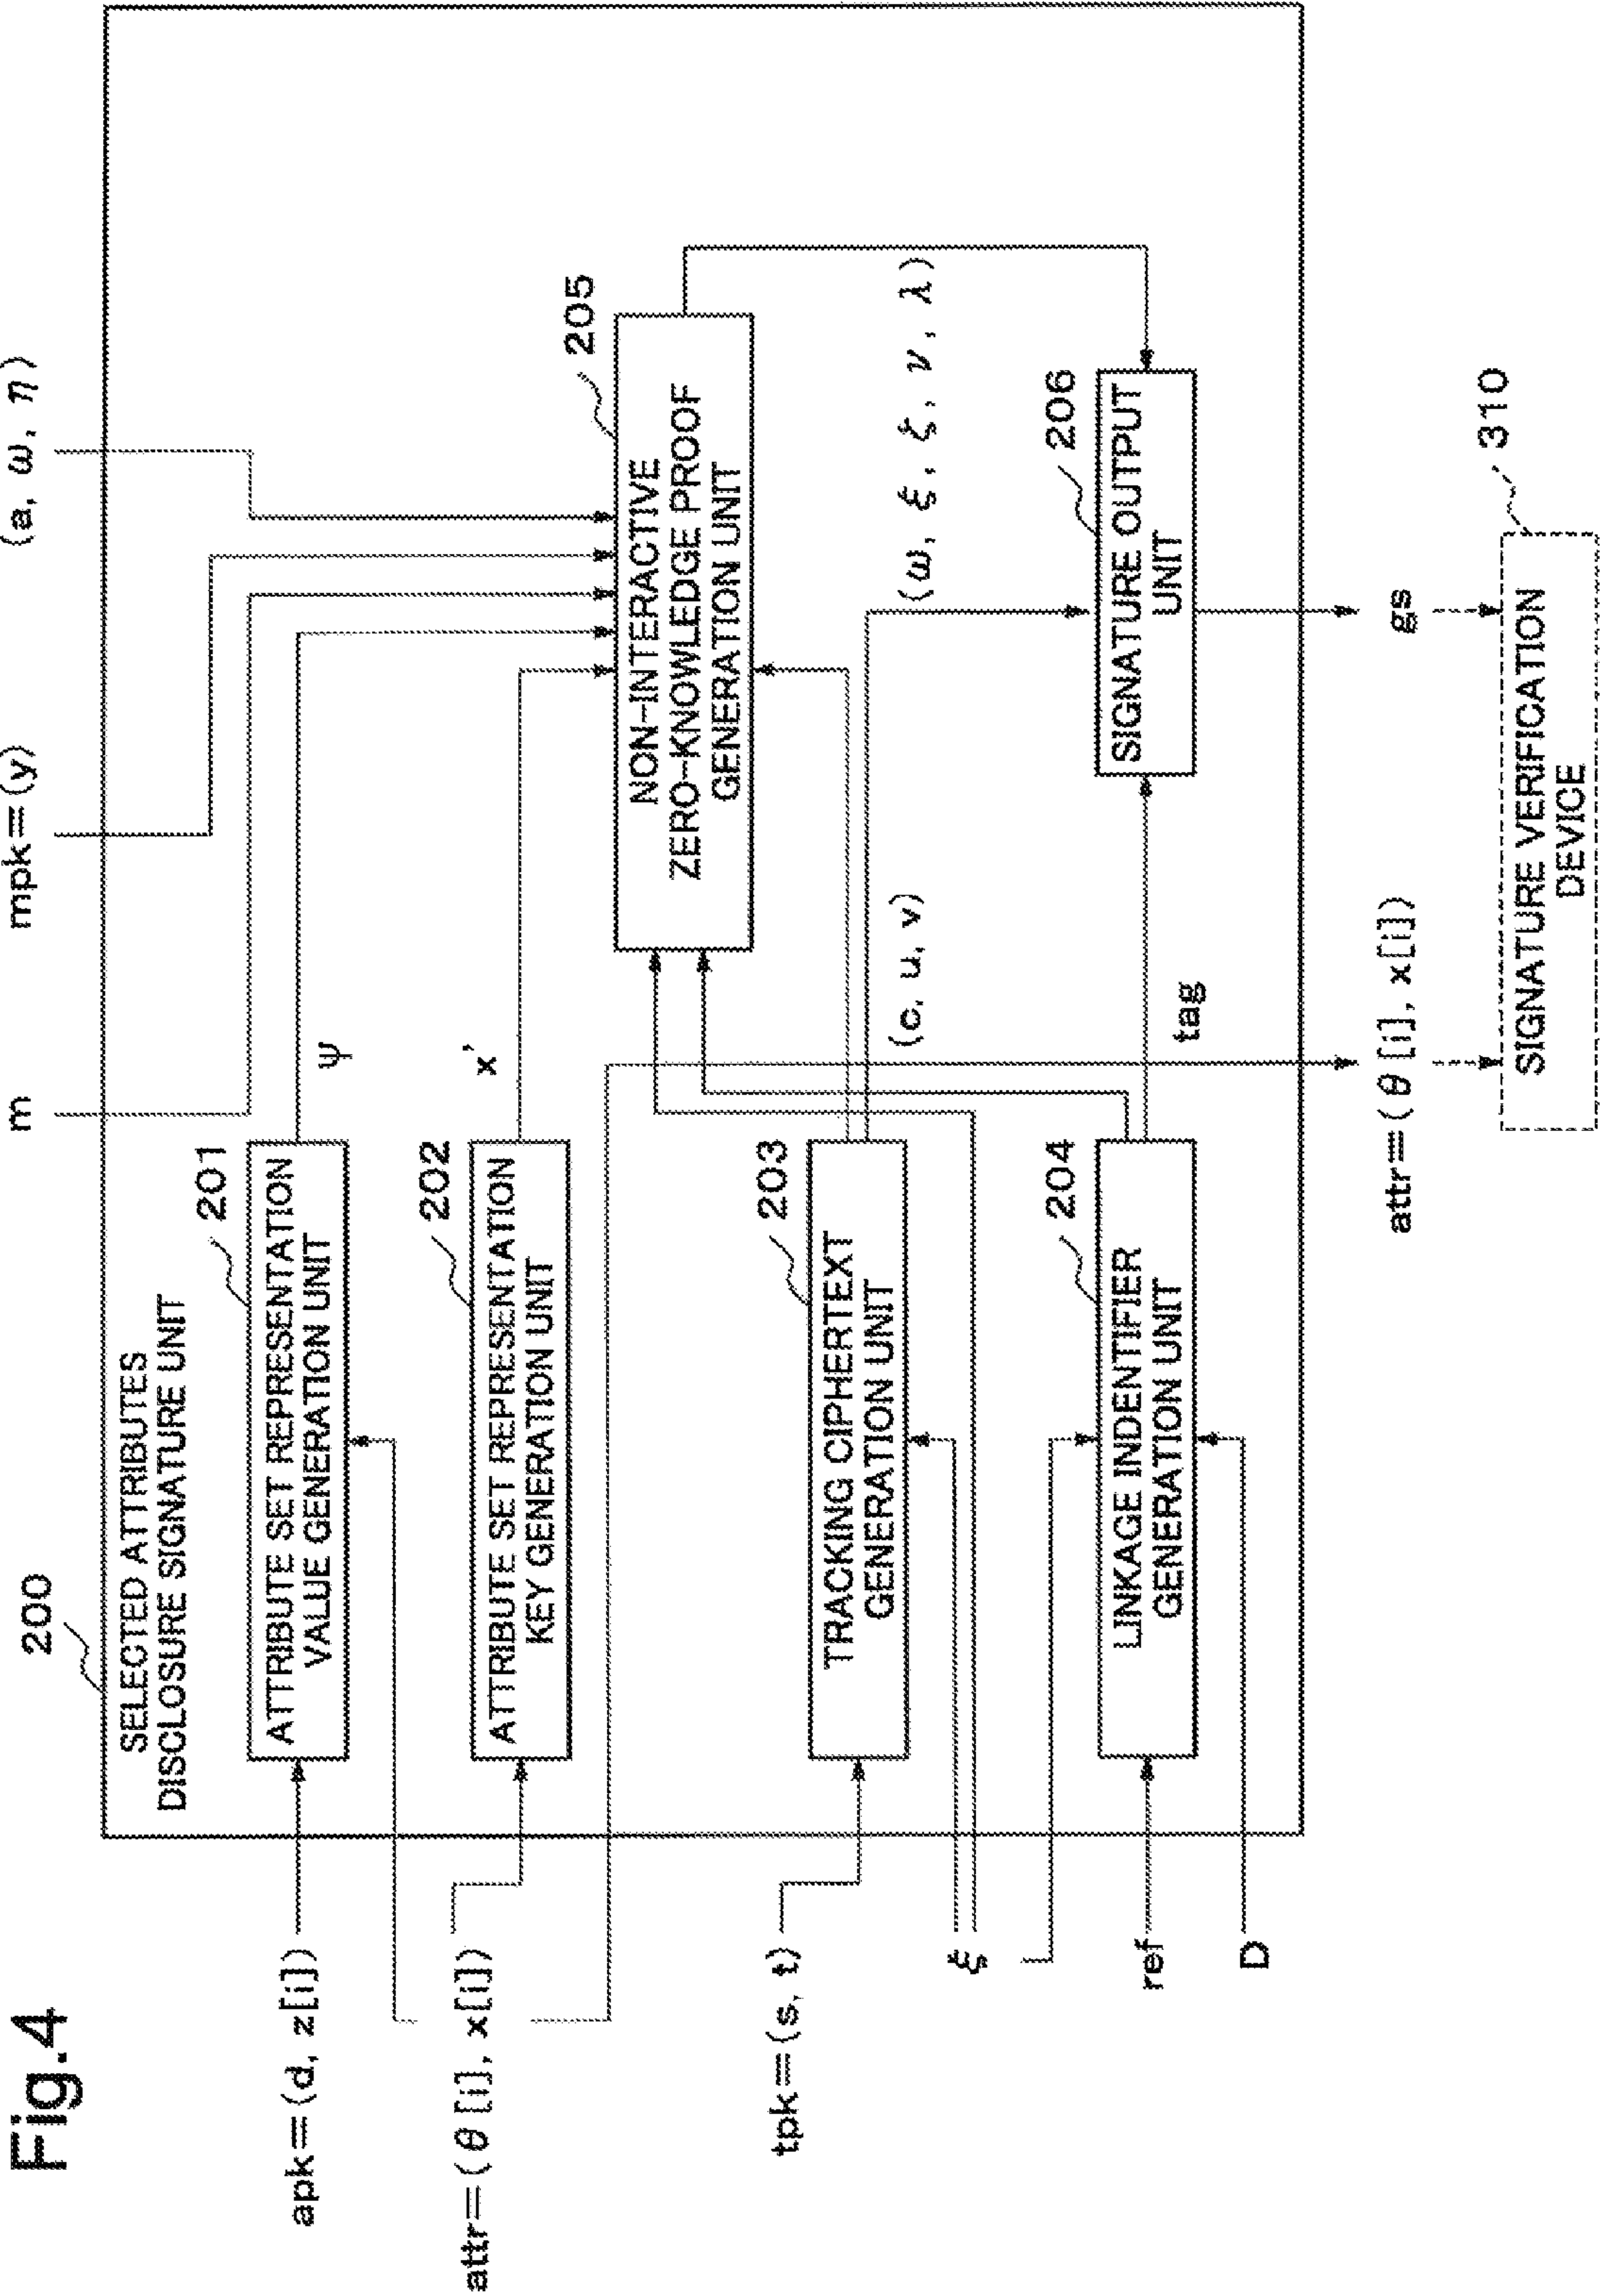 Fig.4
200
SELECTED ATTRIBUTES
DISCLOSURE SIGNATURE UNIT
m
mpk=(y)
(a, ω, η)
apk=(d, z[i])
201
ATTRIBUTE SET REPRESENTATION
VALUE GENERATION UNIT
ψ
attr=(θ[i], x[i])
202
ATTRIBUTE SET REPRESENTATION
KEY GENERATION UNIT
x'
205
NON-INTERACTIVE
ZERO-KNOWLEDGE PROOF
GENERATION UNIT
tpk=(s, t)
203
TRACKING CIPHERTEXT
GENERATION UNIT
(c, u, v)
(ω, ξ, ζ, ν, λ)
ξ
204
LINKAGE INDENTIFIER
GENERATION UNIT
ref
D
tag
206
SIGNATURE OUTPUT
UNIT
attr=(θ[i], x[i])
gs
310
SIGNATURE VERIFICATION
DEVICE